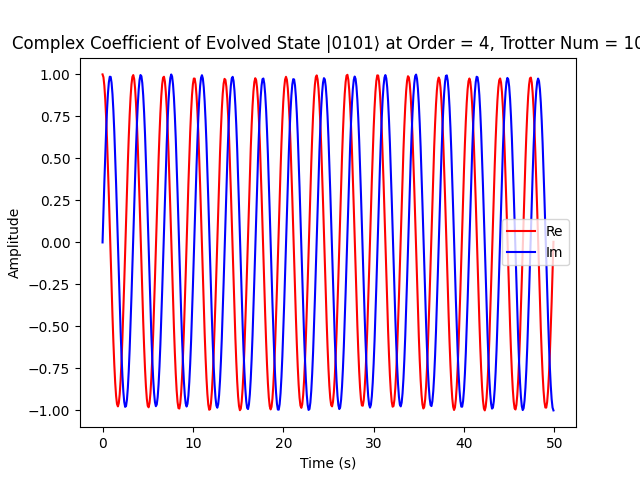 Complex Coefficient of Evolved State |0101⟩ at Order = 4, Trotter Num = 10
1.00
0.75
0.50
0.25
0.00
−0.25
−0.50
−0.75
−1.00
Amplitude
Re
Im
0 10 20 30 40 50
Time (s)